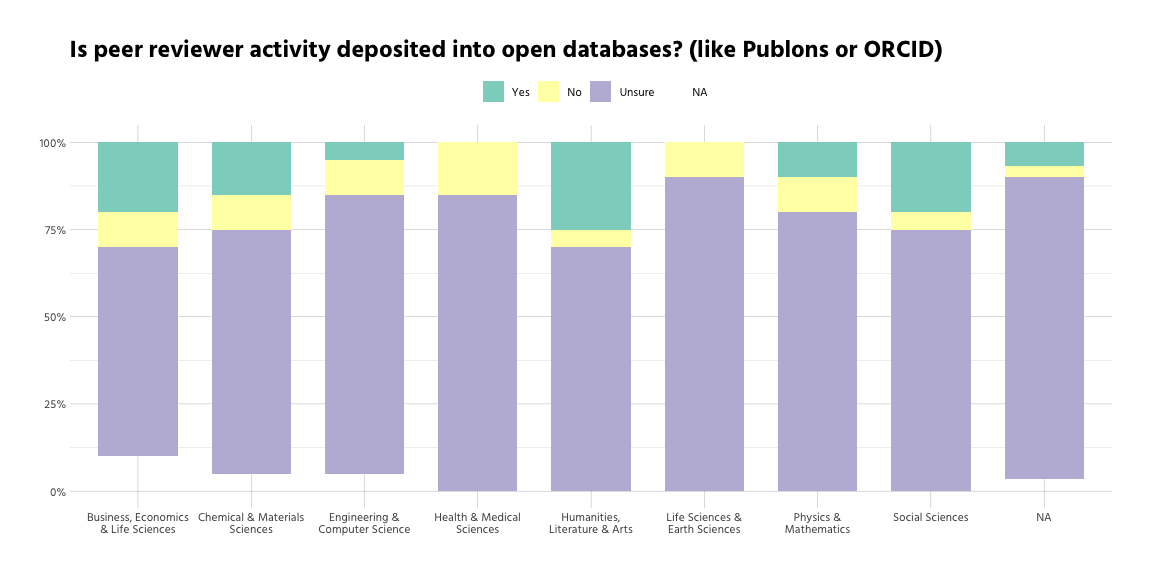 Is peer reviewer activity deposited into open databases? (like Publons or ORCID)
Yes No Unsure NA
100%
75%
50%
25%
0%
Business, Economics
& Life Sciences
Chemical & Materials
Sciences
Engineering &
Computer Science
Health & Medical
Sciences
Humanities,
Literature & Arts
Life Sciences &
Earth Sciences
Physics &
Mathematics
Social Sciences
NA